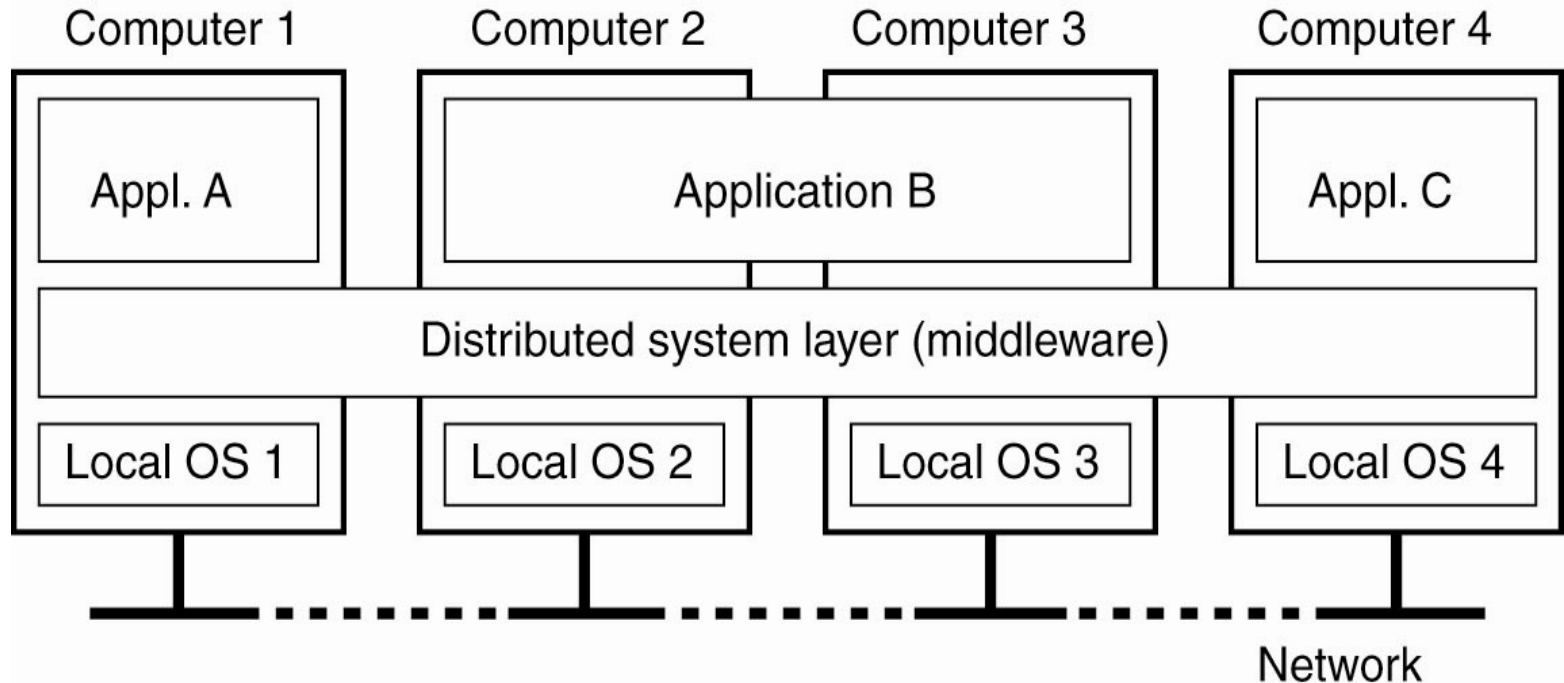 Computer 1
Computer 2
Computer 3
Computer 4
Appl. A
Application B
Appl. C
Distributed system layer (middleware)
Local OS 1
Local OS 2
Local OS 3
Local OS 4
Network